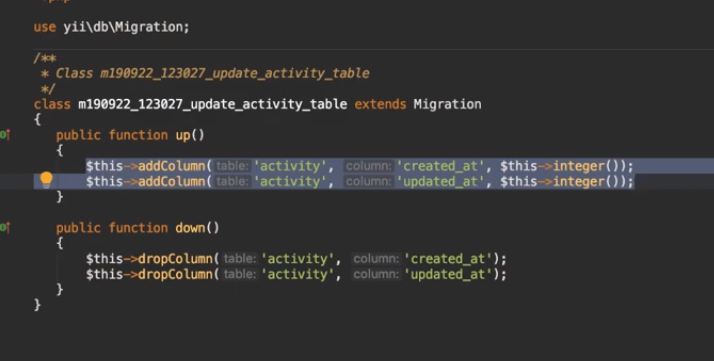 use yii\db\Migration;
/**
* Class m190922_123027_update_activity_table
*/
class m190922_123027_update_activity_table extends Migration
{
public function up()
{
$this->addColumn( table: 'activity', column: 'created_at', $this->integer());
$this->addColumn( table: 'activity', column: 'updated_at', $this->integer());
}
public function down()
{
$this->dropColumn( table: 'activity', column: 'created_at');
$this->dropColumn( table: 'activity', column: 'updated_at');
}
}